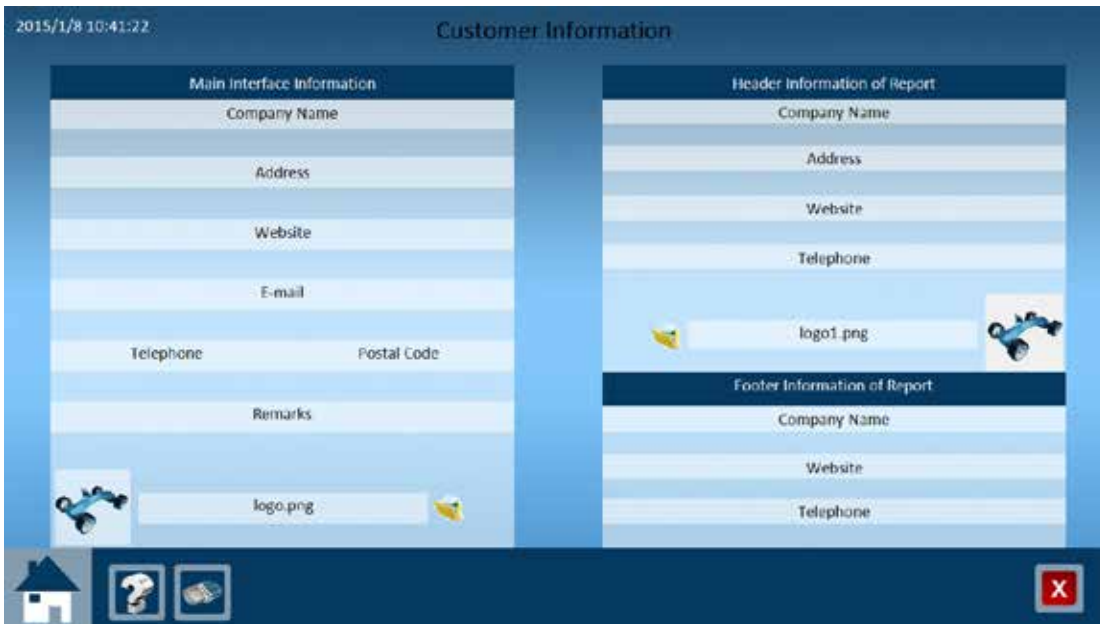 2015/1/8 10:41:22
Customer Information
Main Interface Information
Company Name
Address
Website
E-mail
Telephone Postal Code
Remarks
logo.png
Header Information of Report
Company Name
Address
Website
Telephone
logo1.png
Footer Information of Report
Company Name
Website
Telephone
X